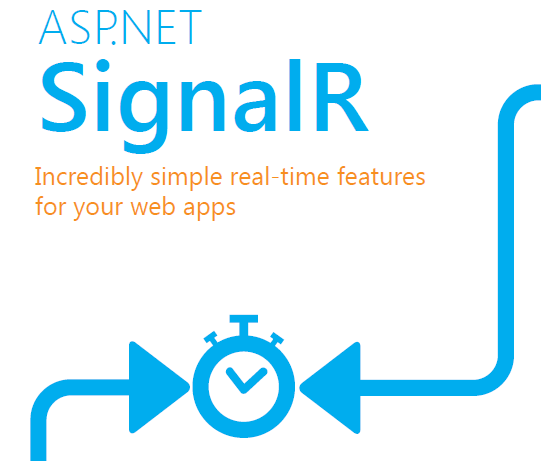 ASP.NET
SignalR
Incredibly simple real-time features
for your web apps